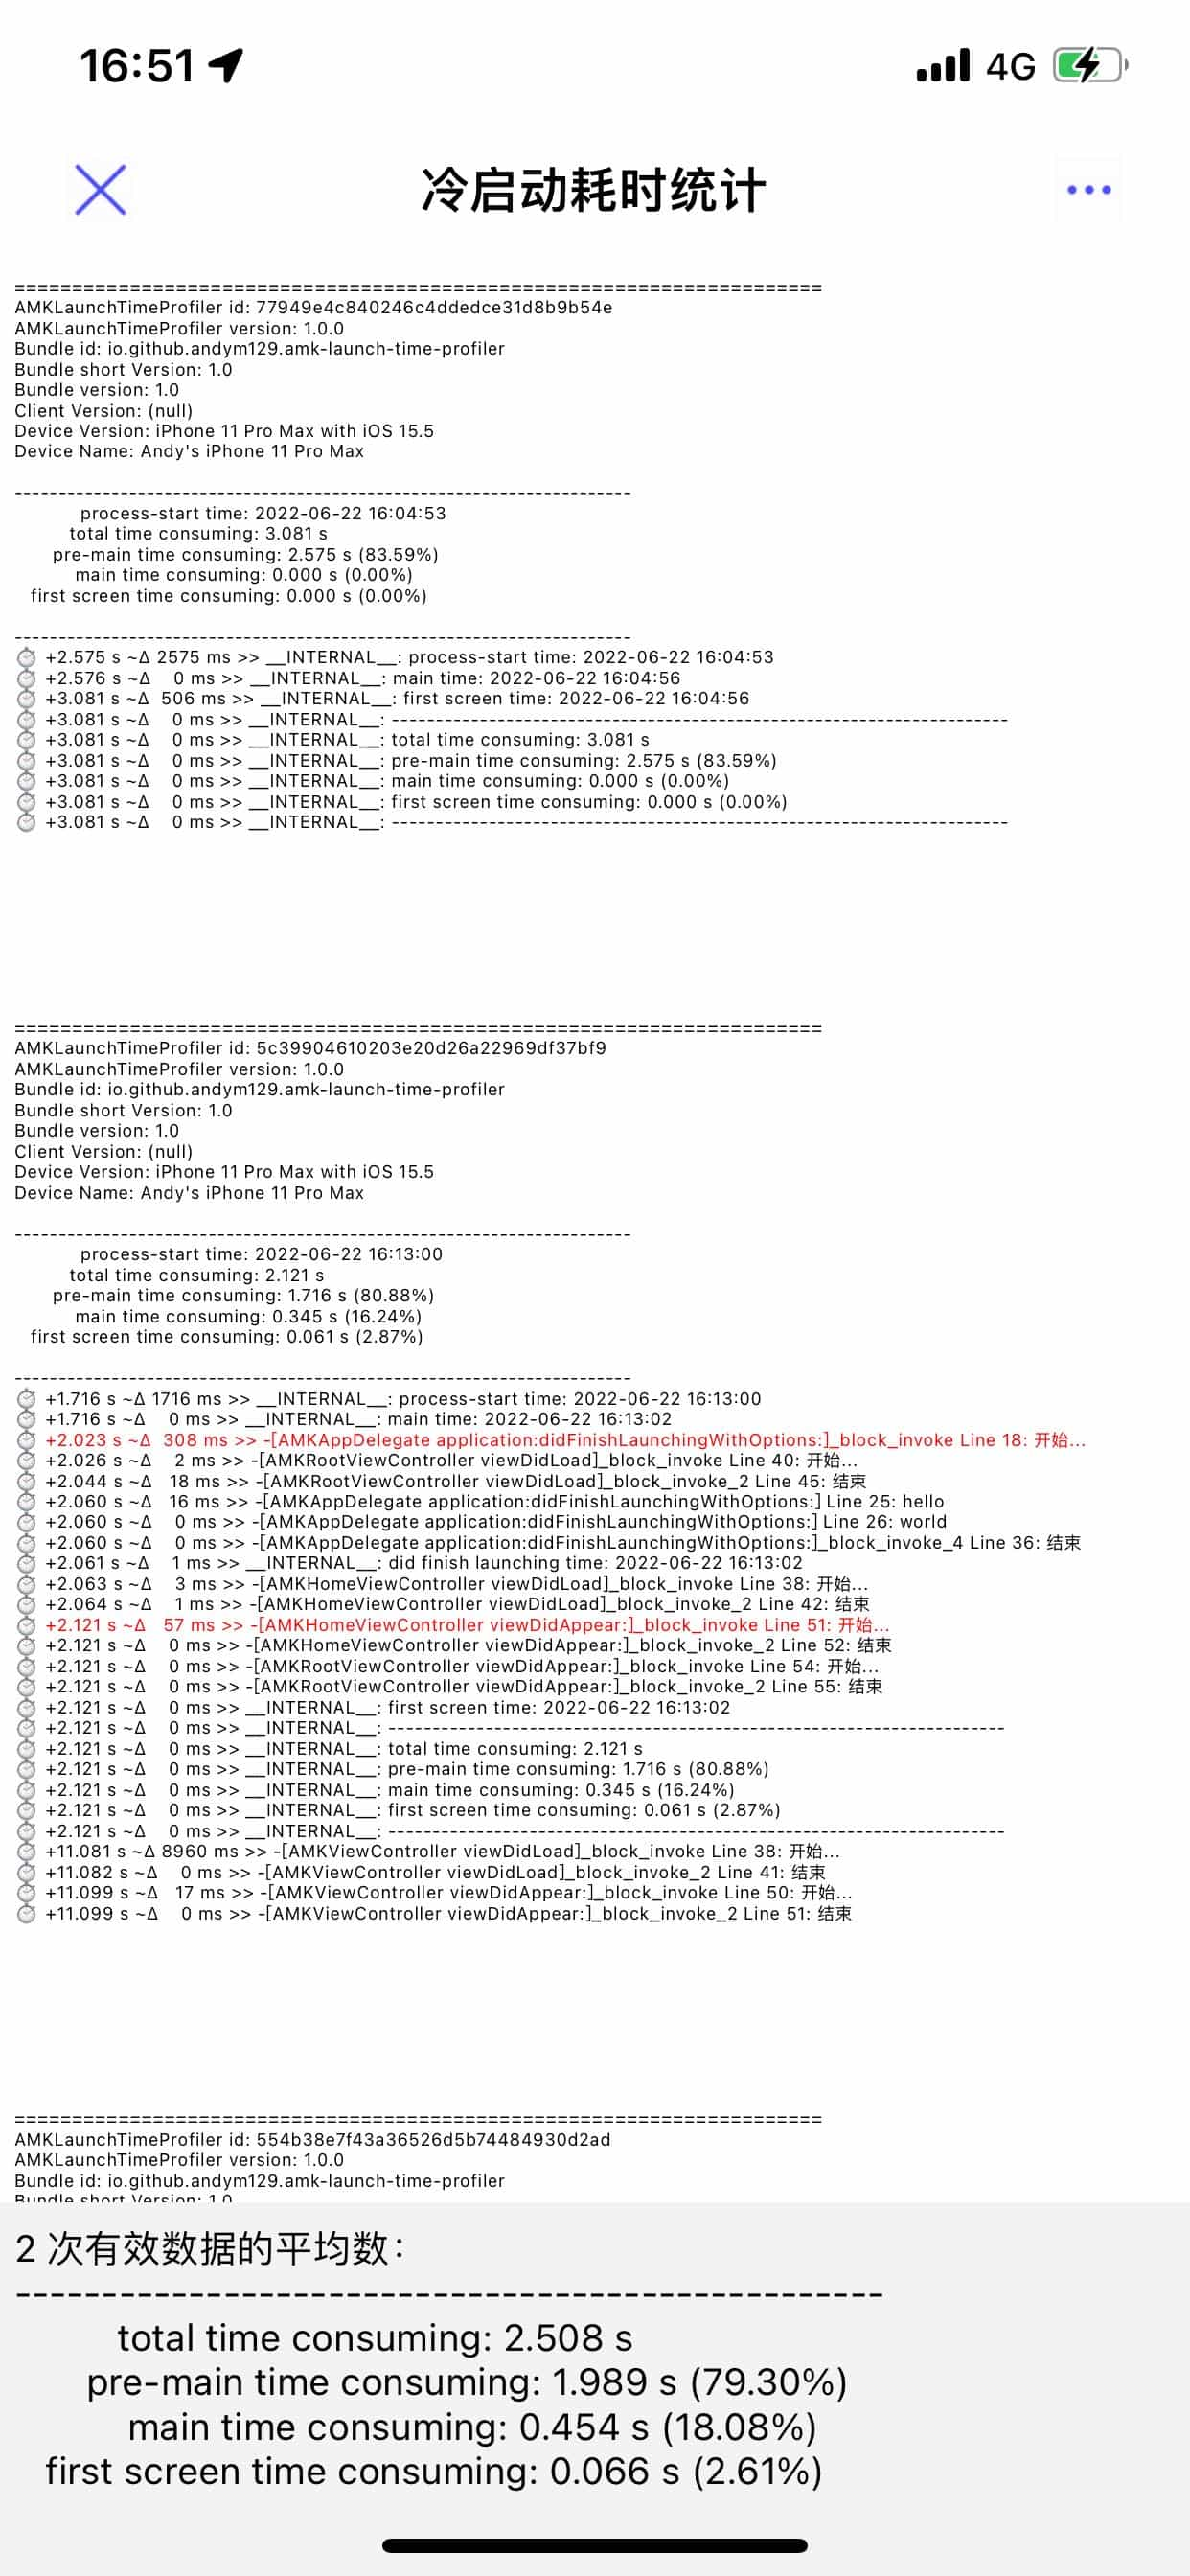 16:51
4G
冷启动耗时统计
======================================================================
AMKLaunchTimeProfiler id: 77949e4c840246c4ddedce31d8b9b54e
AMKLaunchTimeProfiler version: 1.0.0
Bundle id: io.github.andym129.amk-launch-time-profiler
Bundle short Version: 1.0
Bundle version: 1.0
Client Version: (null)
Device Version: iPhone 11 Pro Max with iOS 15.5
Device Name: Andy's iPhone 11 Pro Max
----------------------------------------------------------------------
process-start time: 2022-06-22 16:04:53
total time consuming: 3.081 s
pre-main time consuming: 2.575 s (83.59%)
main time consuming: 0.000 s (0.00%)
first screen time consuming: 0.000 s (0.00%)
----------------------------------------------------------------------
⏱ +2.575 s ~∆ 2575 ms >> __INTERNAL__: process-start time: 2022-06-22 16:04:53
⏱ +2.576 s ~∆ 0 ms >> __INTERNAL__: main time: 2022-06-22 16:04:56
⏱ +3.081 s ~∆ 506 ms >> __INTERNAL__: first screen time: 2022-06-22 16:04:56
⏱ +3.081 s ~∆ 0 ms >> __INTERNAL__: ----------------------------------------------------------------------
⏱ +3.081 s ~∆ 0 ms >> __INTERNAL__: total time consuming: 3.081 s
⏱ +3.081 s ~∆ 0 ms >> __INTERNAL__: pre-main time consuming: 2.575 s (83.59%)
⏱ +3.081 s ~∆ 0 ms >> __INTERNAL__: main time consuming: 0.000 s (0.00%)
⏱ +3.081 s ~∆ 0 ms >> __INTERNAL__: first screen time consuming: 0.000 s (0.00%)
⏱ +3.081 s ~∆ 0 ms >> __INTERNAL__: ----------------------------------------------------------------------
======================================================================
AMKLaunchTimeProfiler id: 5c39904610203e20d26a22969df37bf9
AMKLaunchTimeProfiler version: 1.0.0
Bundle id: io.github.andym129.amk-launch-time-profiler
Bundle short Version: 1.0
Bundle version: 1.0
Client Version: (null)
Device Version: iPhone 11 Pro Max with iOS 15.5
Device Name: Andy's iPhone 11 Pro Max
----------------------------------------------------------------------
process-start time: 2022-06-22 16:13:00
total time consuming: 2.121 s
pre-main time consuming: 1.716 s (80.88%)
main time consuming: 0.345 s (16.24%)
first screen time consuming: 0.061 s (2.87%)
----------------------------------------------------------------------
⏱ +1.716 s ~∆ 1716 ms >> __INTERNAL__: process-start time: 2022-06-22 16:13:00
⏱ +1.716 s ~∆ 0 ms >> __INTERNAL__: main time: 2022-06-22 16:13:02
⏱ +2.023 s ~∆ 308 ms >> -[AMKAppDelegate application:didFinishLaunchingWithOptions:]_block_invoke Line 18: 开始...
⏱ +2.026 s ~∆ 2 ms >> -[AMKRootViewController viewDidLoad]_block_invoke Line 40: 开始...
⏱ +2.044 s ~∆ 18 ms >> -[AMKRootViewController viewDidLoad]_block_invoke_2 Line 45: 结束
⏱ +2.060 s ~∆ 16 ms >> -[AMKAppDelegate application:didFinishLaunchingWithOptions:] Line 25: hello
⏱ +2.060 s ~∆ 0 ms >> -[AMKAppDelegate application:didFinishLaunchingWithOptions:] Line 26: world
⏱ +2.060 s ~∆ 0 ms >> -[AMKAppDelegate application:didFinishLaunchingWithOptions:]_block_invoke_4 Line 36: 结束
⏱ +2.061 s ~∆ 1 ms >> __INTERNAL__: did finish launching time: 2022-06-22 16:13:02
⏱ +2.063 s ~∆ 3 ms >> -[AMKHomeViewController viewDidLoad]_block_invoke Line 38: 开始...
⏱ +2.064 s ~∆ 1 ms >> -[AMKHomeViewController viewDidLoad]_block_invoke_2 Line 42: 结束
⏱ +2.121 s ~∆ 57 ms >> -[AMKHomeViewController viewDidAppear:]_block_invoke Line 51: 开始...
⏱ +2.121 s ~∆ 0 ms >> -[AMKHomeViewController viewDidAppear:]_block_invoke_2 Line 52: 结束
⏱ +2.121 s ~∆ 0 ms >> -[AMKRootViewController viewDidAppear:]_block_invoke Line 54: 开始...
⏱ +2.121 s ~∆ 0 ms >> -[AMKRootViewController viewDidAppear:]_block_invoke_2 Line 55: 结束
⏱ +2.121 s ~∆ 0 ms >> __INTERNAL__: first screen time: 2022-06-22 16:13:02
⏱ +2.121 s ~∆ 0 ms >> __INTERNAL__: ----------------------------------------------------------------------
⏱ +2.121 s ~∆ 0 ms >> __INTERNAL__: total time consuming: 2.121 s
⏱ +2.121 s ~∆ 0 ms >> __INTERNAL__: pre-main time consuming: 1.716 s (80.88%)
⏱ +2.121 s ~∆ 0 ms >> __INTERNAL__: main time consuming: 0.345 s (16.24%)
⏱ +2.121 s ~∆ 0 ms >> __INTERNAL__: first screen time consuming: 0.061 s (2.87%)
⏱ +2.121 s ~∆ 0 ms >> __INTERNAL__: ----------------------------------------------------------------------
⏱ +11.081 s ~∆ 8960 ms >> -[AMKViewController viewDidLoad]_block_invoke Line 38: 开始...
⏱ +11.082 s ~∆ 0 ms >> -[AMKViewController viewDidLoad]_block_invoke_2 Line 41: 结束
⏱ +11.099 s ~∆ 17 ms >> -[AMKViewController viewDidAppear:]_block_invoke Line 50: 开始...
⏱ +11.099 s ~∆ 0 ms >> -[AMKViewController viewDidAppear:]_block_invoke_2 Line 51: 结束
======================================================================
AMKLaunchTimeProfiler id: 554b38e7f43a36526d5b74484930d2ad
AMKLaunchTimeProfiler version: 1.0.0
Bundle id: io.github.andym129.amk-launch-time-profiler
Bundle short Version: 1.0
2 次有效数据的平均数：
--------------------------------------------------
total time consuming: 2.508 s
pre-main time consuming: 1.989 s (79.30%)
main time consuming: 0.454 s (18.08%)
first screen time consuming: 0.066 s (2.61%)